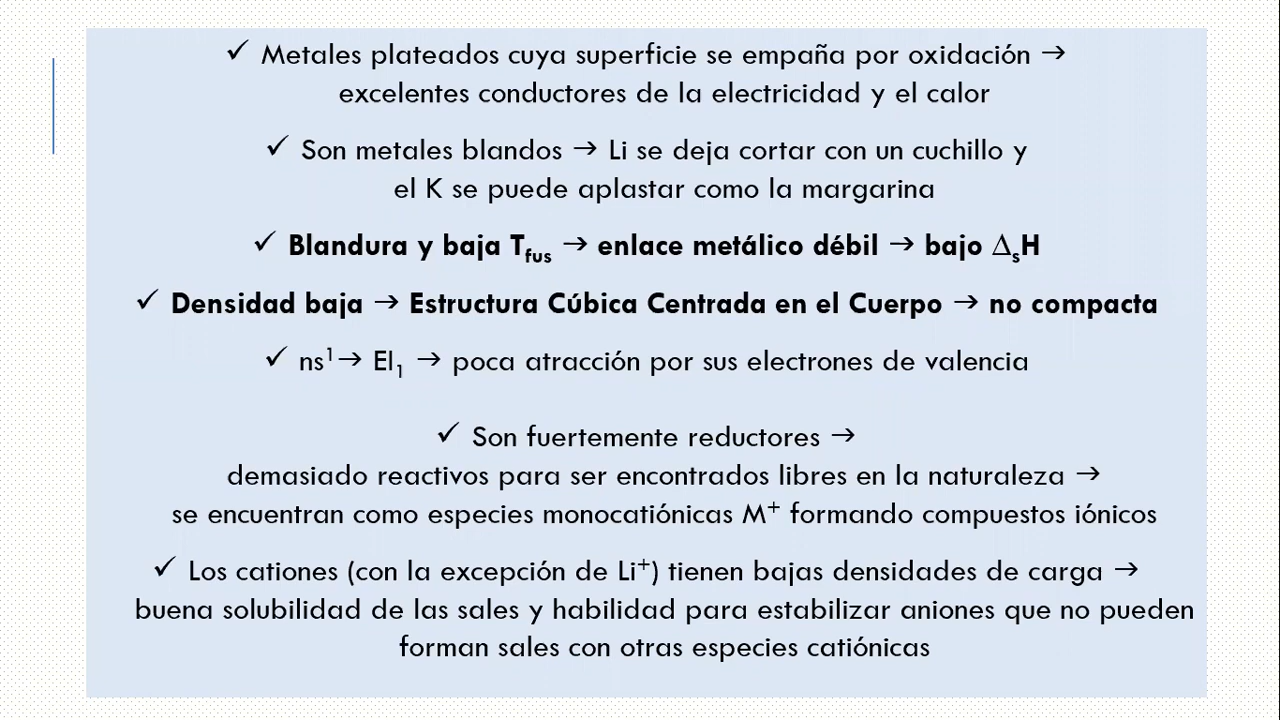 ✓ Metales plateados cuya superficie se empaña por oxidación →
excelentes conductores de la electricidad y el calor
✓ Son metales blandos → Li se deja cortar con un cuchillo y
el K se puede aplastar como la margarina
✓ Blandura y baja T_fus → enlace metálico débil → bajo Δ_sH
✓ Densidad baja → Estructura Cúbica Centrada en el Cuerpo → no compacta
✓ ns¹→ EI₁ → poca atracción por sus electrones de valencia
✓ Son fuertemente reductores →
demasiado reactivos para ser encontrados libres en la naturaleza →
se encuentran como especies monocatiónicas M⁺ formando compuestos iónicos
✓ Los cationes (con la excepción de Li⁺) tienen bajas densidades de carga →
buena solubilidad de las sales y habilidad para estabilizar aniones que no pueden
forman sales con otras especies catiónicas